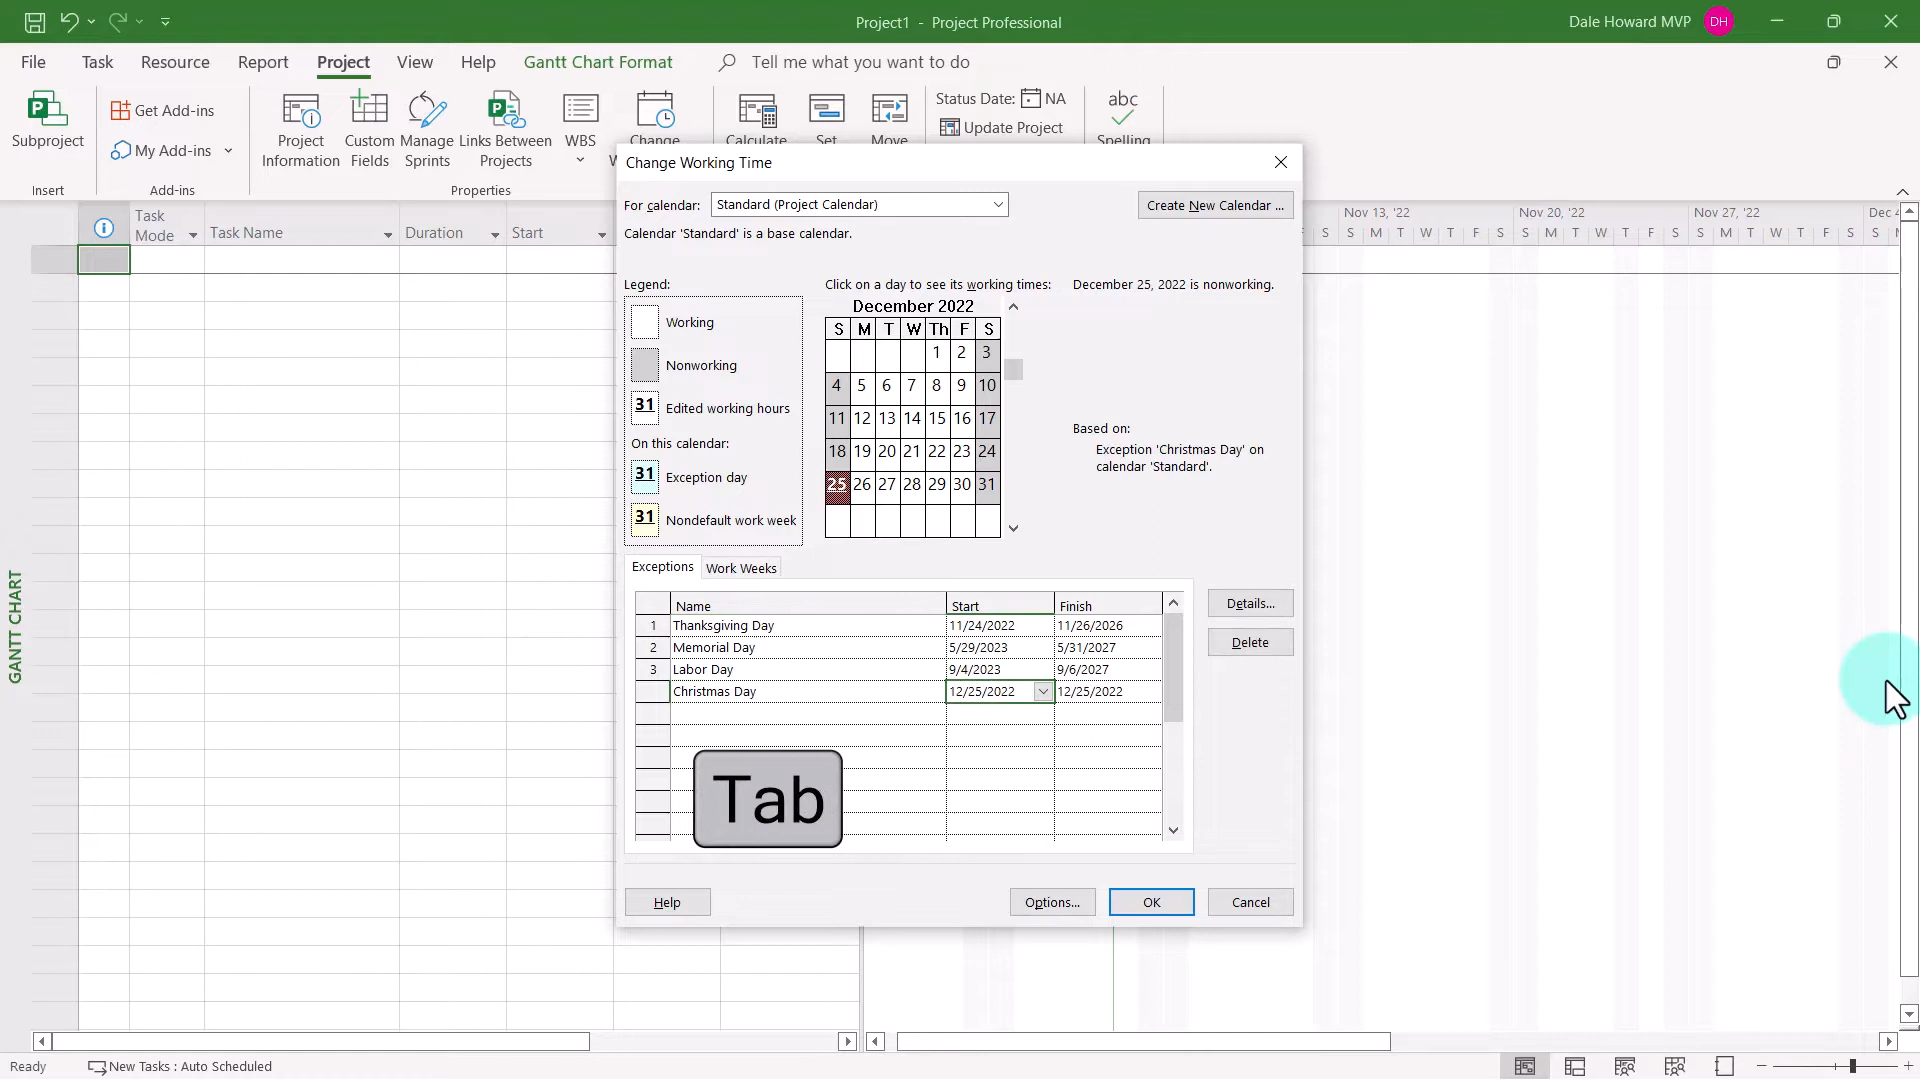 Project1 - Project Professional
Dale Howard MVP
DH
File
Task
Resource
Report
Project
View
Help
Gantt Chart Format
Tell me what you want to do
Subproject
Get Add-ins
My Add-ins
Project
Information
Custom
Fields
Manage
Sprints
Links Between
Projects
WBS
Change
Calculate
Set
Move
Status Date:
NA
Update Project
abc
Spelling
Insert
Add-ins
Properties
Task
Mode
Task Name
Duration
Start
Nov 13, '22
Nov 20, '22
Nov 27, '22
Dec 4
S S M T W T F S S M T W T F S S M T W T F S S
GANTT CHART
Change Working Time
For calendar:
Standard (Project Calendar)
Create New Calendar ...
Calendar 'Standard' is a base calendar.
Legend:
Working
Nonworking
31 Edited working hours
On this calendar:
31 Exception day
31 Nondefault work week
Click on a day to see its working times:
December 2022
S M T W Th F S
1 2 3
4 5 6 7 8 9 10
11 12 13 14 15 16 17
18 19 20 21 22 23 24
25 26 27 28 29 30 31
December 25, 2022 is nonworking.
Based on:
Exception 'Christmas Day' on
calendar 'Standard'.
Exceptions
Work Weeks
Name Start Finish
1 Thanksgiving Day 11/24/2022 11/26/2026
2 Memorial Day 5/29/2023 5/31/2027
3 Labor Day 9/4/2023 9/6/2027
Christmas Day 12/25/2022 12/25/2022
Details...
Delete
Tab
Help
Options...
OK
Cancel
Ready
New Tasks : Auto Scheduled